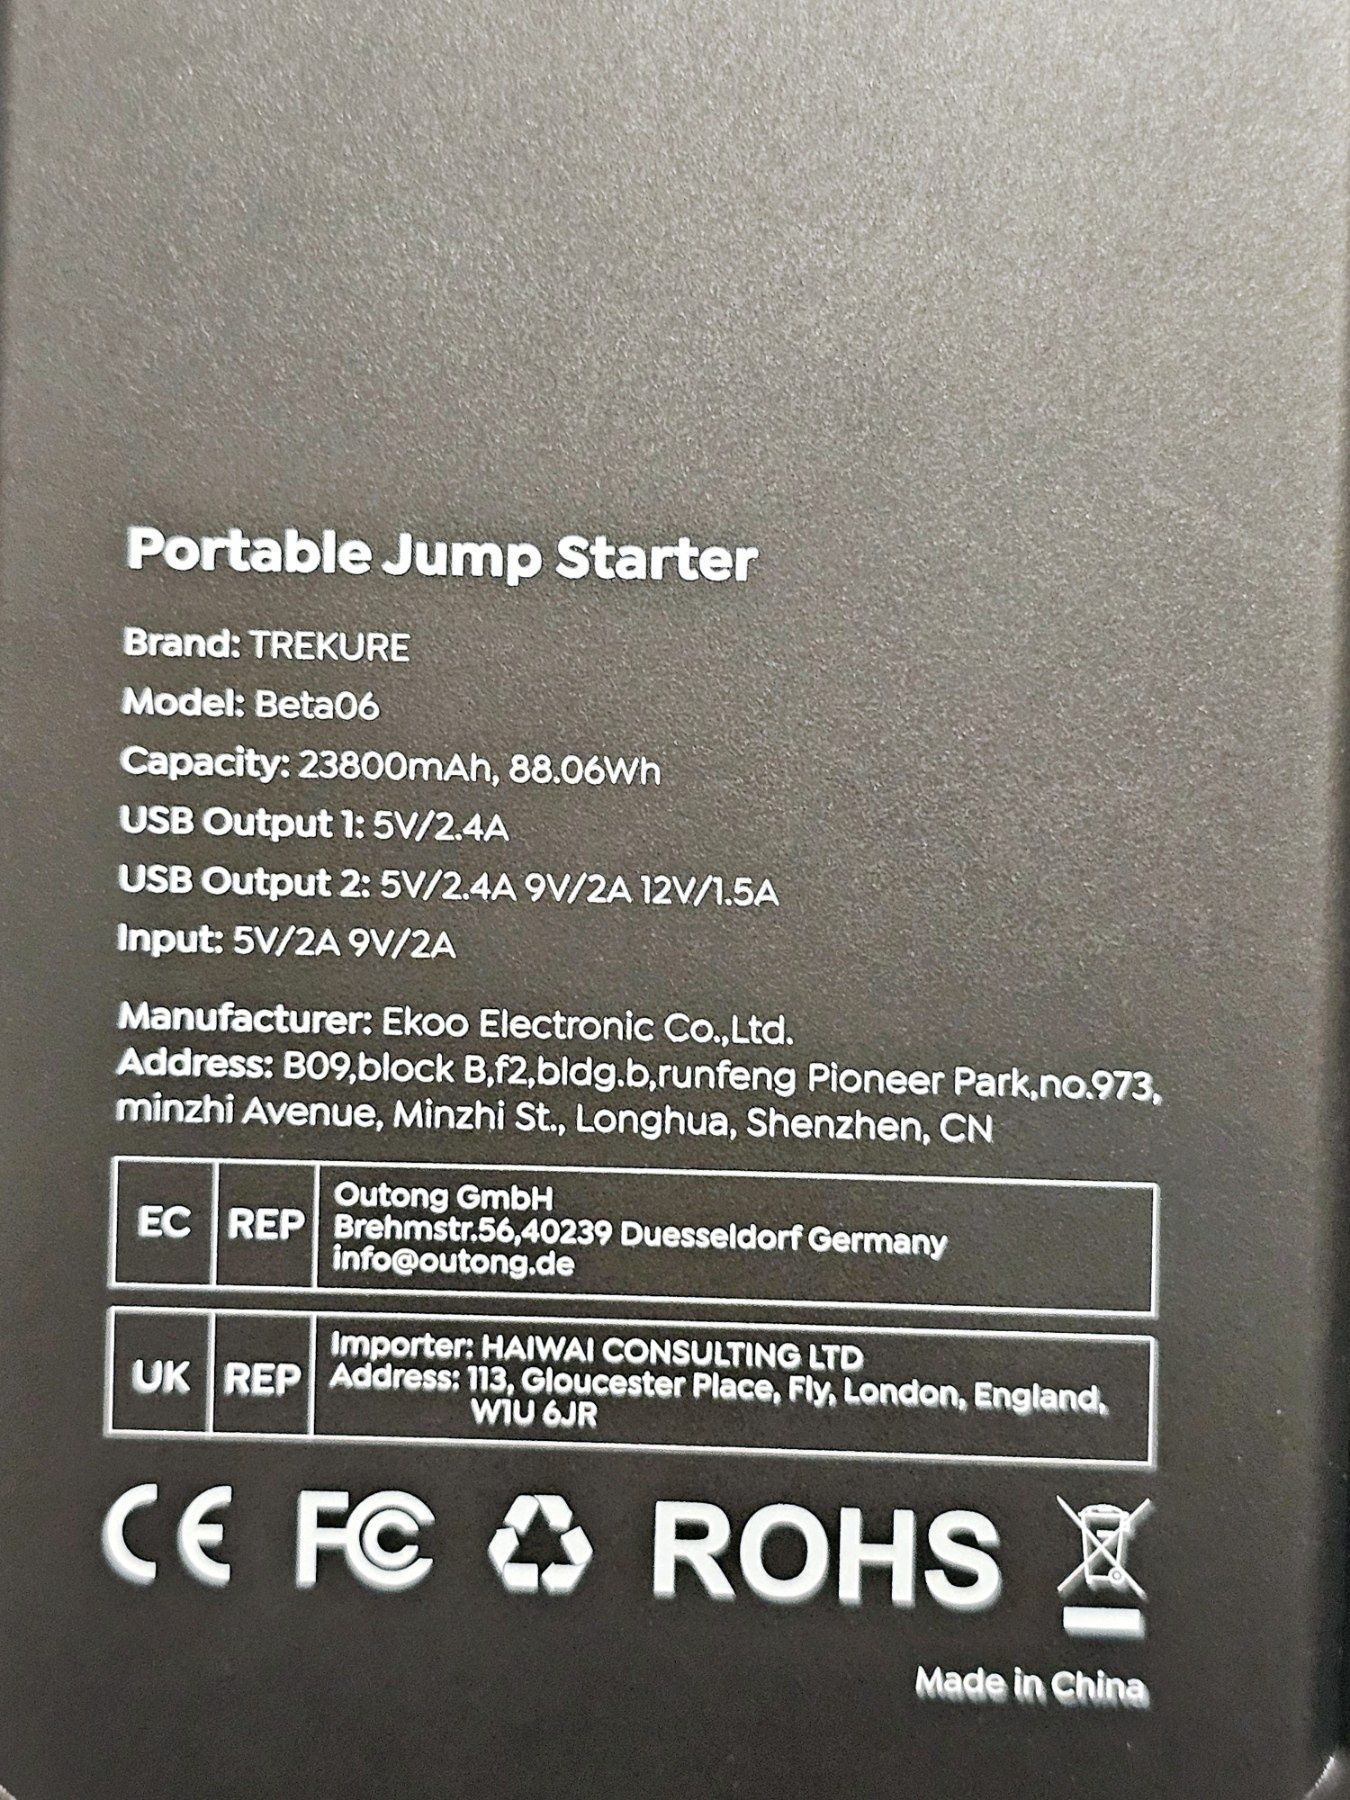 Portable Jump Starter
Brand: TREKURE
Model: Beta06
Capacity: 23800mAh, 88.06Wh
USB Output 1: 5V/2.4A
USB Output 2: 5V/2.4A 9V/2A 12V/1.5A
Input: 5V/2A 9V/2A
Manufacturer: Ekoo Electronic Co.,Ltd.
Address: B09,block B,f2,bldg.b,runfeng Pioneer Park,no.973,
minzhi Avenue, Minzhi St., Longhua, Shenzhen, CN
EC REP
Outong GmbH
Brehmstr.56,40239 Duesseldorf Germany
info@outong.de
UK REP
Importer: HAIWAI CONSULTING LTD
Address: 113, Gloucester Place, Fly, London, England,
W1U 6JR
CE FC ROHS
Made in China